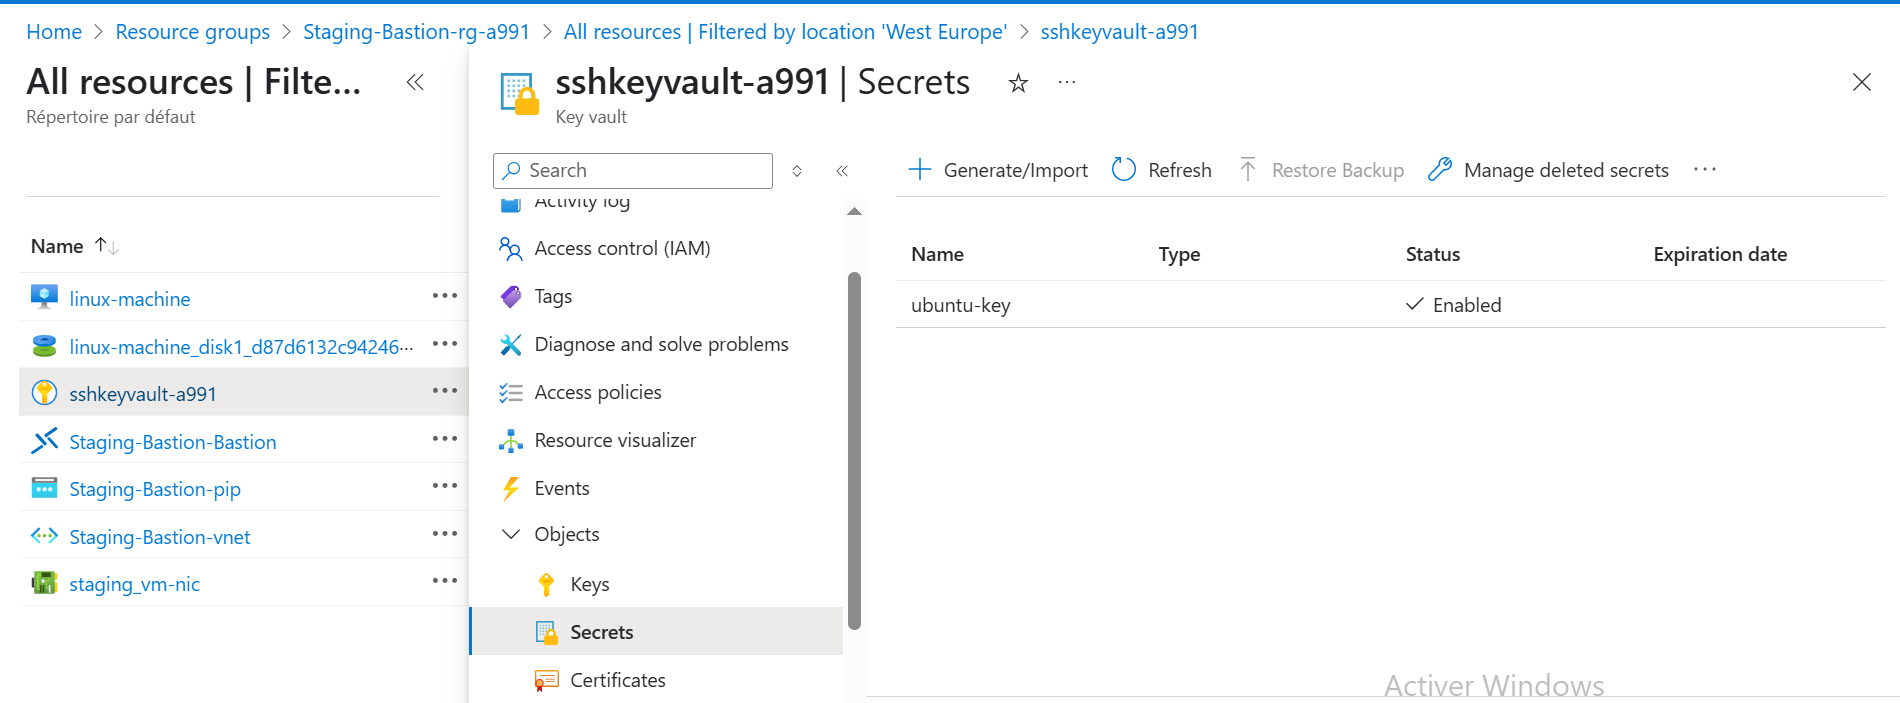 Home > Resource groups > Staging-Bastion-rg-a991 > All resources | Filtered by location 'West Europe' > sshkeyvault-a991
All resources | Filte...
Répertoire par défaut
Name
linux-machine
linux-machine_disk1_d87d6132c94246...
sshkeyvault-a991
Staging-Bastion-Bastion
Staging-Bastion-pip
Staging-Bastion-vnet
staging_vm-nic
sshkeyvault-a991 | Secrets
Key vault
Search
Activity log
Access control (IAM)
Tags
Diagnose and solve problems
Access policies
Resource visualizer
Events
Objects
Keys
Secrets
Certificates
Generate/Import Refresh Restore Backup Manage deleted secrets
Name Type Status Expiration date
ubuntu-key Enabled
Activer Windows